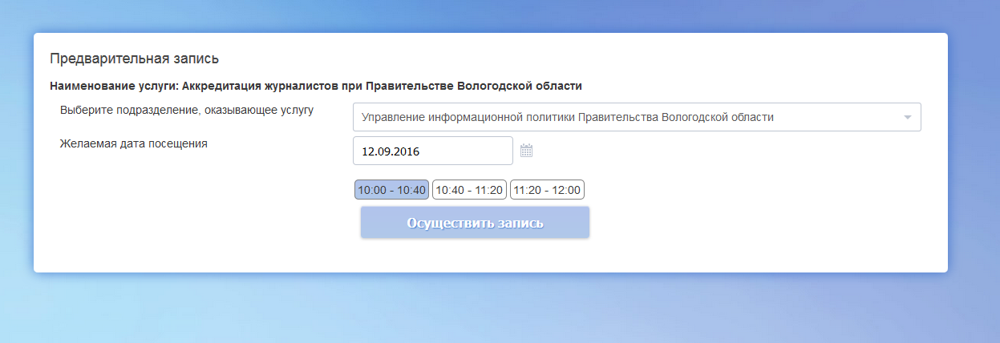 Предварительная запись
Наименование услуги: Аккредитация журналистов при Правительстве Вологодской области
Выберите подразделение, оказывающее услугу
Управление информационной политики Правительства Вологодской области
Желаемая дата посещения
12.09.2016
10:00 - 10:40 10:40 - 11:20 11:20 - 12:00
Осуществить запись